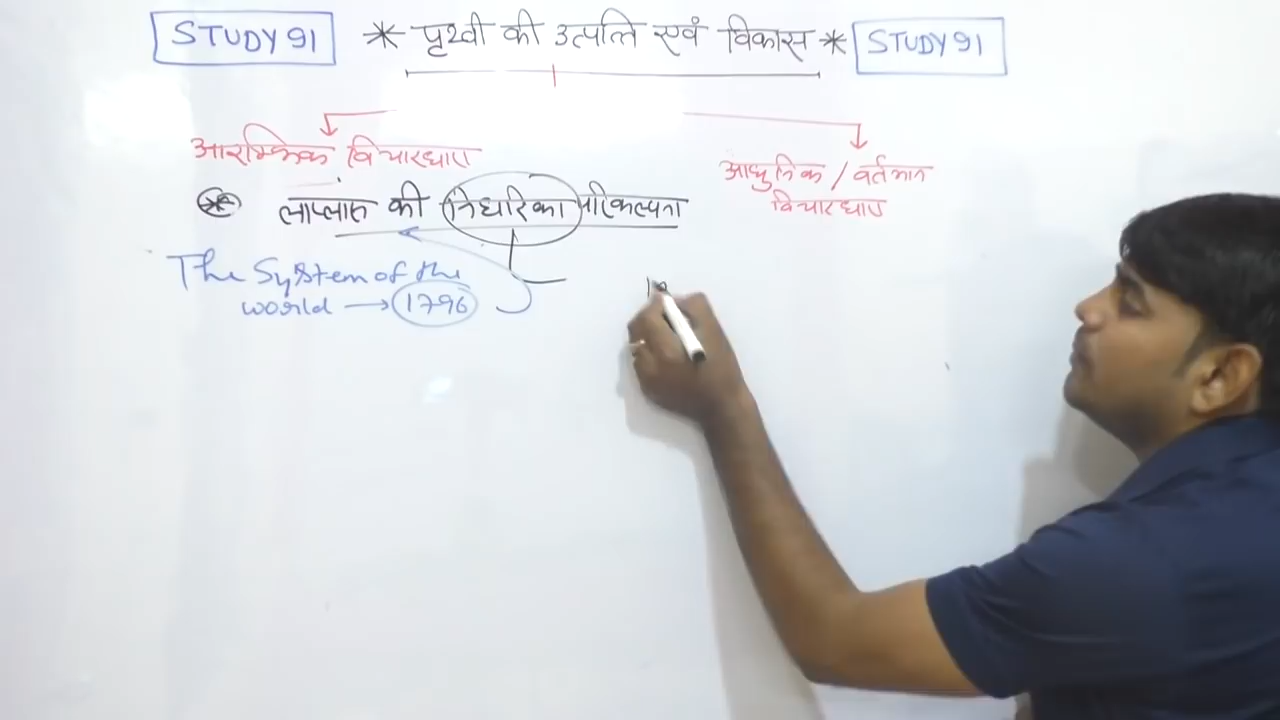 STUDY 91 * पृथ्वी की उत्पत्ति एवं विकास * STUDY 91
आरम्भिक विचारधारा
आधुनिक / वर्तमान
विचारधारा
* लाप्लास की निहारिका परिकल्पना
The System of the
world → 1796